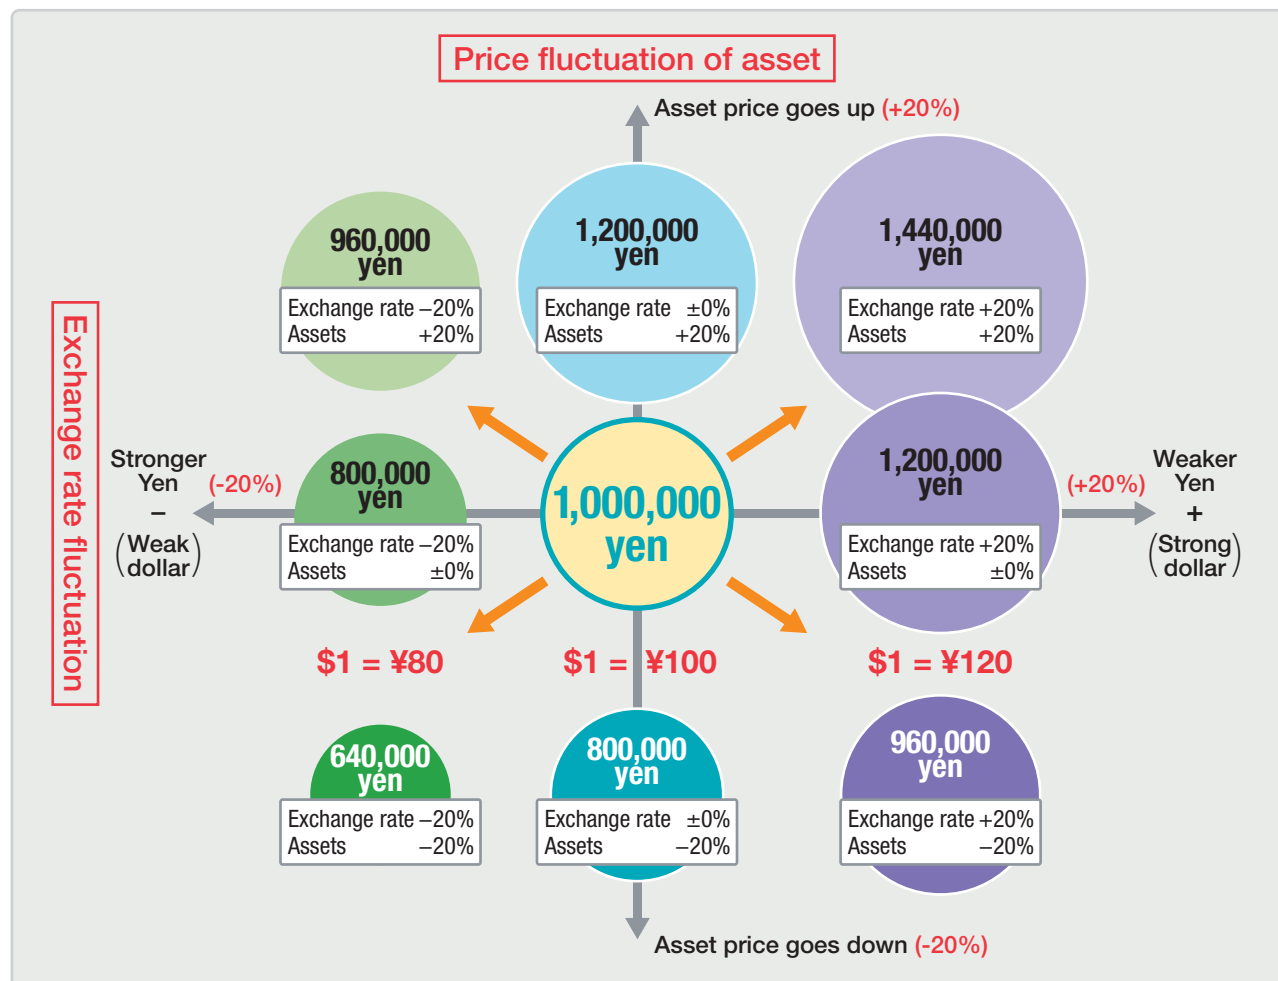 Price fluctuation of asset
Asset price goes up (+20%)
960,000
yen
Exchange rate −20%
Assets +20%
1,200,000
yen
Exchange rate ±0%
Assets +20%
1,440,000
yen
Exchange rate +20%
Assets +20%
Exchange rate fluctuation
Stronger
Yen
−
(Weak
dollar)
(-20%)
800,000
yen
Exchange rate −20%
Assets ±0%
1,000,000
yen
1,200,000
yen
Exchange rate +20%
Assets ±0%
(+20%)
Weaker
Yen
+
(Strong
dollar)
$1 = ¥80
$1 = ¥100
$1 = ¥120
640,000
yen
Exchange rate −20%
Assets −20%
800,000
yen
Exchange rate ±0%
Assets −20%
960,000
yen
Exchange rate +20%
Assets −20%
Asset price goes down (-20%)